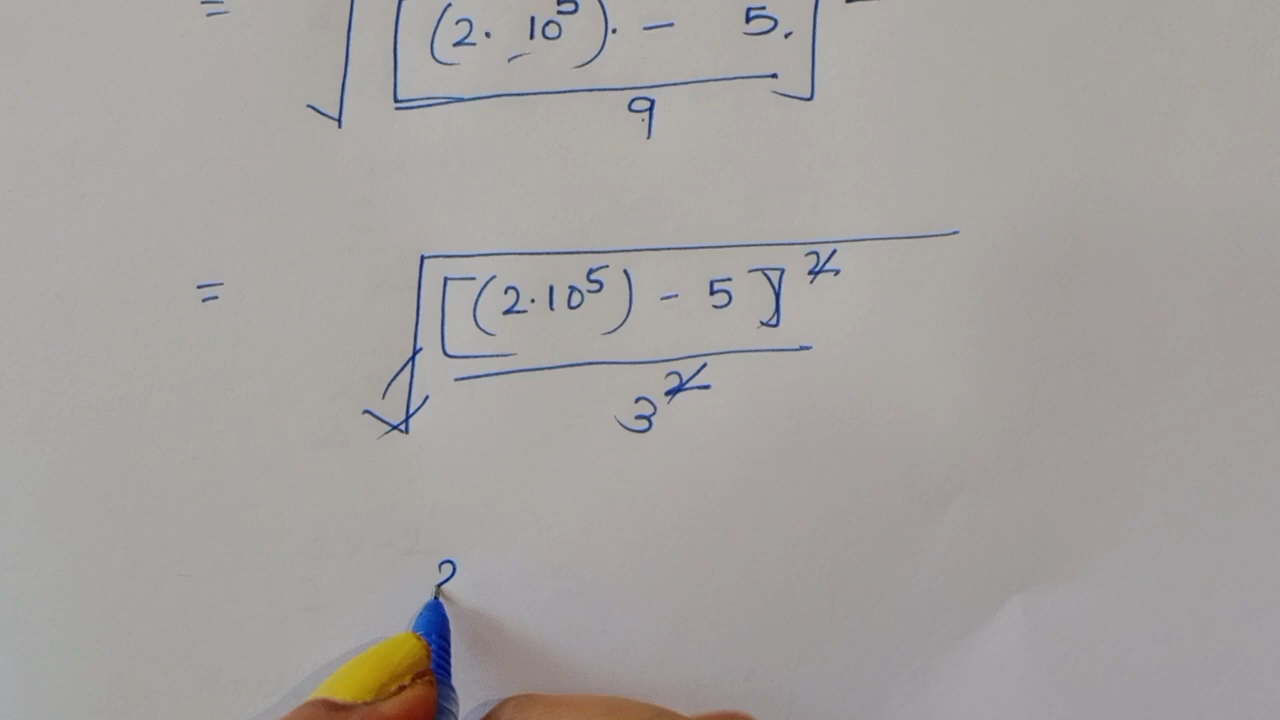 = √[(2. 10⁵). - 5.]
9
= √[(2·10⁵) - 5]²
3²
2